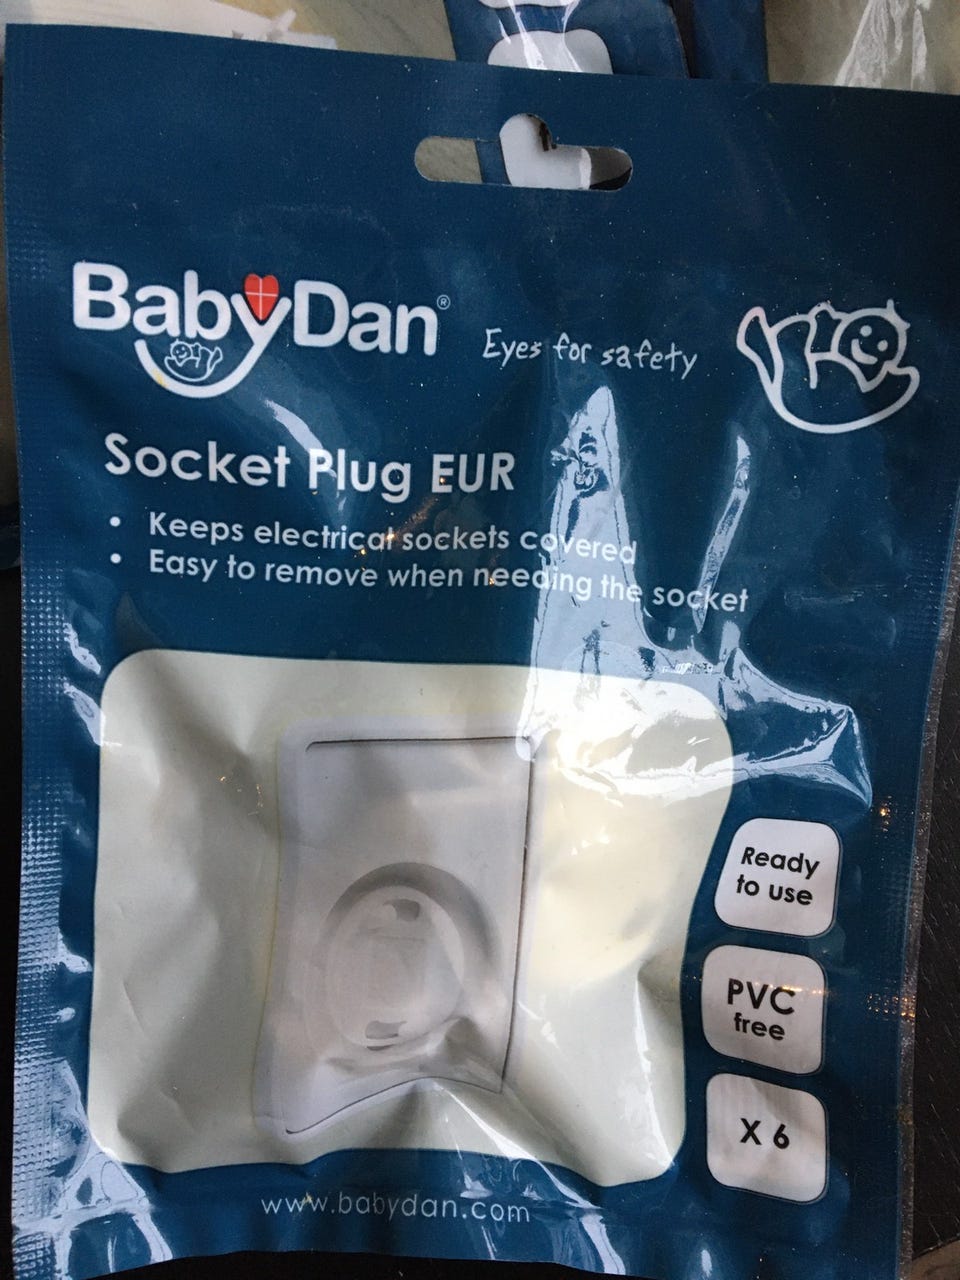 BabyDan®
Eyes for safety
Socket Plug EUR
• Keeps electrical sockets covered
• Easy to remove when needing the socket
Ready
to use
PVC
free
X 6
www.babydan.com